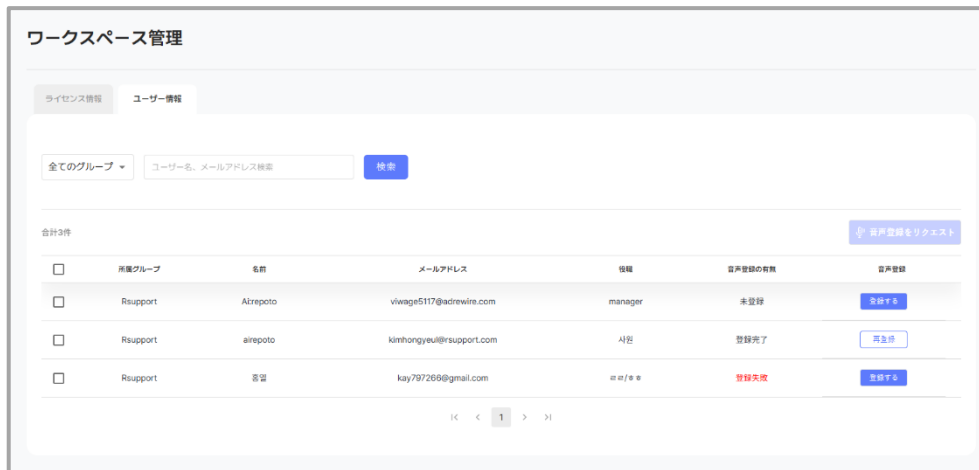 ワークスペース管理
ライセンス情報 ユーザー情報
全てのグループ ユーザー名、メールアドレス検索 検索
合計3件 音声登録をリクエスト
所属グループ 名前 メールアドレス 役職 音声登録の有無 音声登録
Rsupport Airepoto viwage5117@adrewire.com manager 未登録 登録する
Rsupport airepoto kimhongyeul@rsupport.com 사원 登録完了 再登録
Rsupport 홍열 kay797266@gmail.com 登録失敗 登録する
1